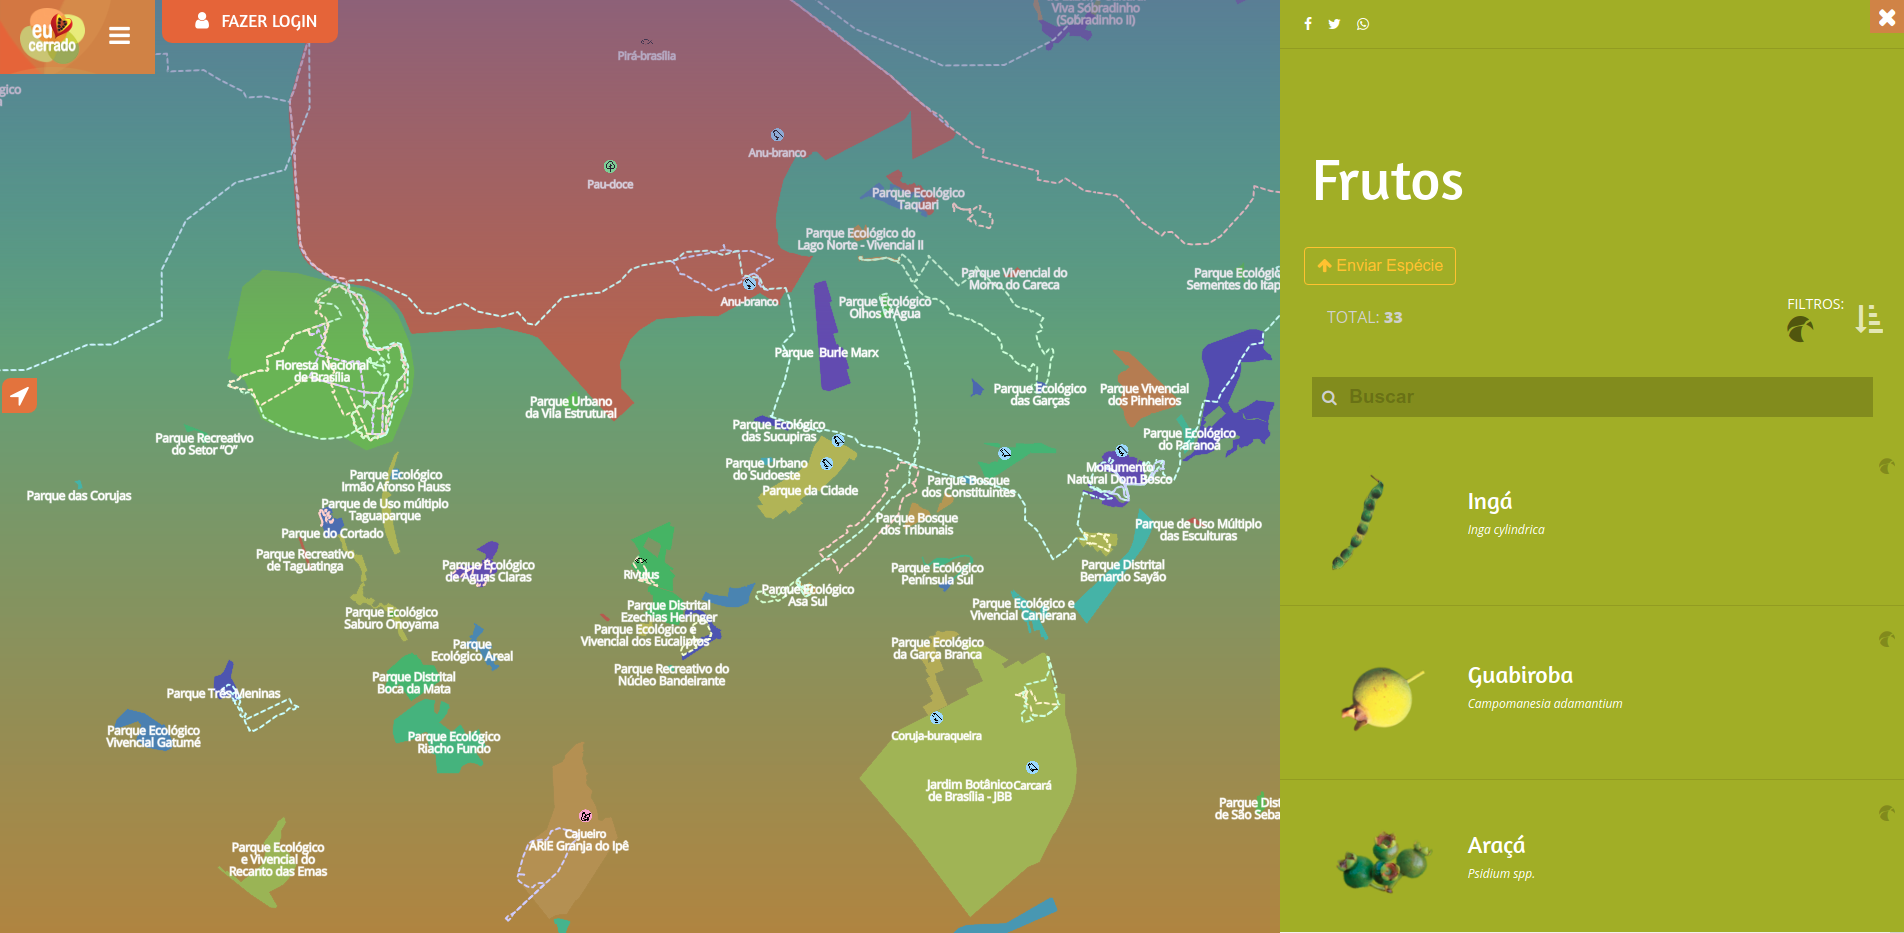 eu
cerrado
FAZER LOGIN
Viva Sobradinho
(Sobradinho II)
Pirá-brasília
Anu-branco
Pau-doce
Parque Ecológico
Taquari
Parque Ecológico do
Lago Norte - Vivencial II
Parque Vivencial do
Morro do Careca
Parque Ecológic
Sementes do Itap
Anu-branco
Parque Ecológico
Olhos d'Água
Parque Burle Marx
Floresta Nacional
de Brasília
Parque Ecológico
das Garças
Parque Vivencial
dos Pinheiros
Parque Urbano
da Vila Estrutural
Parque Ecológico
das Sucupiras
Parque Recreativo
do Setor "O"
Parque Ecológico
do Paranoá
Parque Urbano
do Sudoeste
Monumento
Natural Dom Bosco
Parque Ecológico
Irmão Afonso Hauss
Parque Bosque
dos Constituintes
Parque da Cidade
Parque das Corujas
Parque de Uso múltiplo
Taguaparque
Parque Bosque
dos Tribunais
Parque de Uso Múltiplo
das Esculturas
Parque do Cortado
Parque Recreativo
de Taguatinga
Parque Ecológico
de Águas Claras
Rivulus
Parque Ecológico
Península Sul
Parque Distrital
Bernardo Sayão
Parque Ecológico
Asa Sul
Parque Distrital
Ezechias Heringer
Parque Ecológico e
Vivencial Canjerana
Parque Ecológico
Saburo Onoyama
Parque Ecológico e
Vivencial dos Eucaliptos
Parque
Ecológico Areal
Parque Ecológico
da Garça Branca
Parque Recreativo do
Núcleo Bandeirante
Parque Distrital
Boca da Mata
Parque Três Meninas
Parque Ecológico
Vivencial Gatumé
Parque Ecológico
Riacho Fundo
Coruja-buraqueira
Jardim Botânico
de Brasília - JBB
Carcará
Parque Dist
de São Seba
Cajueiro
ARIE Granja do Ipê
Parque Ecológico
e Vivencial do
Recanto das Emas
Frutos
Enviar Espécie
TOTAL: 33
FILTROS:
Buscar
Ingá
Inga cylindrica
Guabiroba
Campomanesia adamantium
Araçá
Psidium spp.